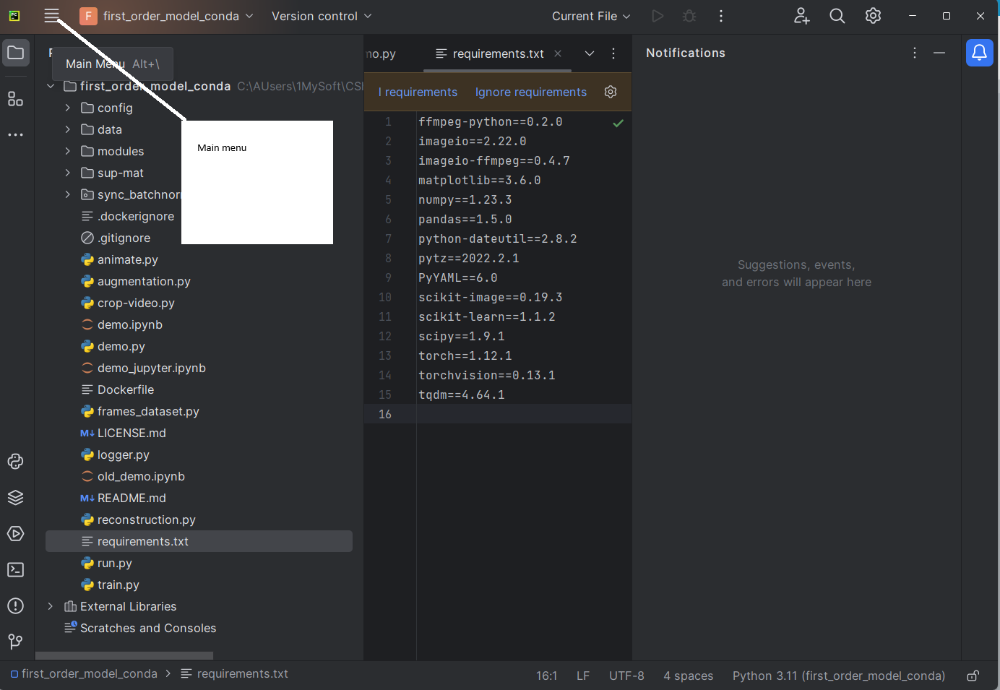 PC
F first_order_model_conda Version control Current File
Main Menu Alt+\
first_order_model_conda C:\AUsers\1MySoft\CS
config
data
modules
sup-mat
sync_batchnor
.dockerignore
.gitignore
animate.py
augmentation.py
crop-video.py
demo.ipynb
demo.py
demo_jupyter.ipynb
Dockerfile
frames_dataset.py
M↓ LICENSE.md
logger.py
old_demo.ipynb
M↓ README.md
reconstruction.py
requirements.txt
run.py
train.py
External Libraries
Scratches and Consoles
Main menu
mo.py requirements.txt
l requirements Ignore requirements
1 ffmpeg-python==0.2.0
2 imageio==2.22.0
3 imageio-ffmpeg==0.4.7
4 matplotlib==3.6.0
5 numpy==1.23.3
6 pandas==1.5.0
7 python-dateutil==2.8.2
8 pytz==2022.2.1
9 PyYAML==6.0
10 scikit-image==0.19.3
11 scikit-learn==1.1.2
12 scipy==1.9.1
13 torch==1.12.1
14 torchvision==0.13.1
15 tqdm==4.64.1
16
Notifications
Suggestions, events,
and errors will appear here
first_order_model_conda > requirements.txt
16:1 LF UTF-8 4 spaces Python 3.11 (first_order_model_conda)